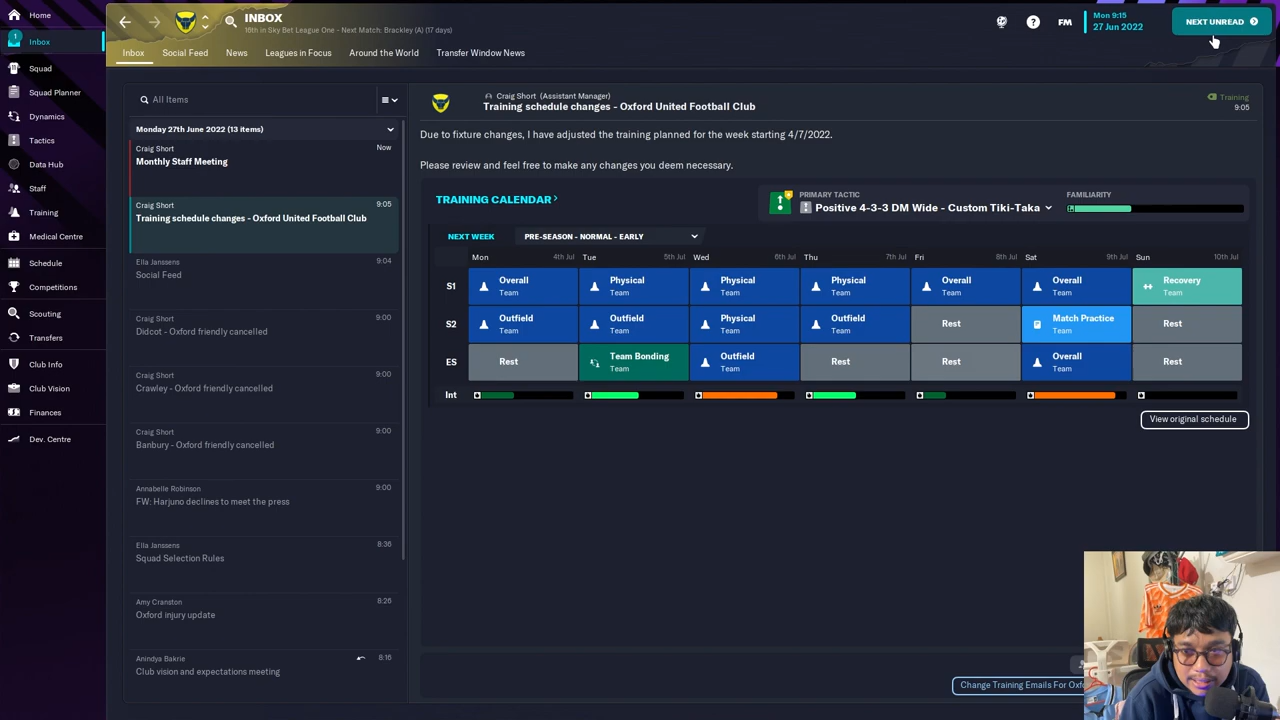 Home
1
Inbox
Squad
Squad Planner
Dynamics
Tactics
Data Hub
Staff
Training
Medical Centre
Schedule
Competitions
Scouting
Transfers
Club Info
Club Vision
Finances
Dev. Centre
INBOX
18th in Sky Bet League One - Next Match: Brackley (A) (17 days)
FM
Mon 9:15
27 Jun 2022
NEXT UNREAD
Inbox Social Feed News Leagues in Focus Around the World Transfer Window News
All Items
Monday 27th June 2022 (13 items)
Craig Short Now
Monthly Staff Meeting
Craig Short 9:05
Training schedule changes - Oxford United Football Club
Ella Janssens 9:04
Social Feed
Craig Short 9:00
Didcot - Oxford friendly cancelled
Craig Short 9:00
Crawley - Oxford friendly cancelled
Craig Short 9:00
Banbury - Oxford friendly cancelled
Annabelle Robinson 9:00
FW: Harjuno declines to meet the press
Ella Janssens 8:36
Squad Selection Rules
Amy Cranston 8:26
Oxford injury update
Anindya Bakrie 8:16
Club vision and expectations meeting
Craig Short (Assistant Manager)
Training schedule changes - Oxford United Football Club
Training
9:05
Due to fixture changes, I have adjusted the training planned for the week starting 4/7/2022.
Please review and feel free to make any changes you deem necessary.
TRAINING CALENDAR
PRIMARY TACTIC
Positive 4-3-3 DM Wide - Custom Tiki-Taka
FAMILIARITY
NEXT WEEK PRE-SEASON - NORMAL - EARLY
Mon 4th Jul Tue 5th Jul Wed 6th Jul Thu 7th Jul Fri 8th Jul Sat 9th Jul Sun 10th Jul
S1 Overall Physical Physical Physical Overall Overall Recovery
Team Team Team Team Team Team Team
S2 Outfield Outfield Physical Outfield Rest Match Practice Rest
Team Team Team Team Team
ES Rest Team Bonding Outfield Rest Rest Overall Rest
Team Team Team
Int
View original schedule
Change Training Emails For Oxfo